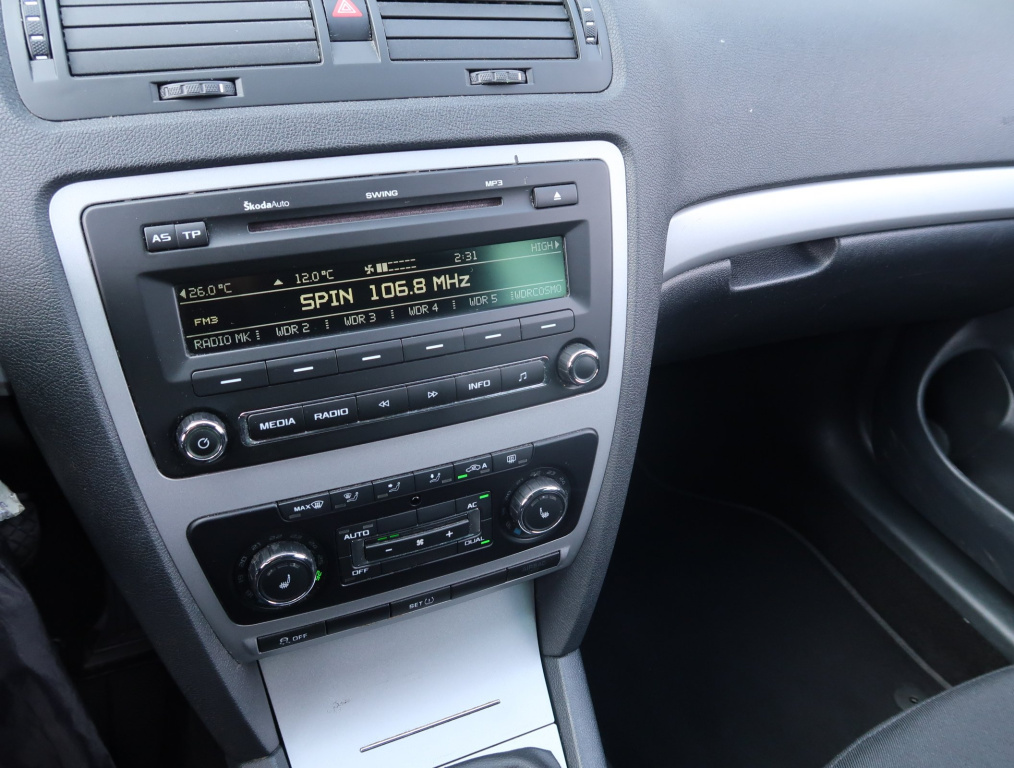 ŠkodaAuto SWING MP3
AS TP
26.0°C 12.0°C 2:31 HIGH
SPIN 106.8 MHz
FM3
RADIO MK WDR 2 WDR 3 WDR 4 WDR 5 WDRCOSMO
MEDIA RADIO INFO
MAX A
AUTO AC
OFF DUAL
OFF SET